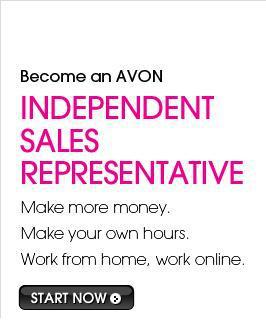 Become an AVON
INDEPENDENT
SALES
REPRESENTATIVE
Make more money.
Make your own hours.
Work from home, work online.
START NOW